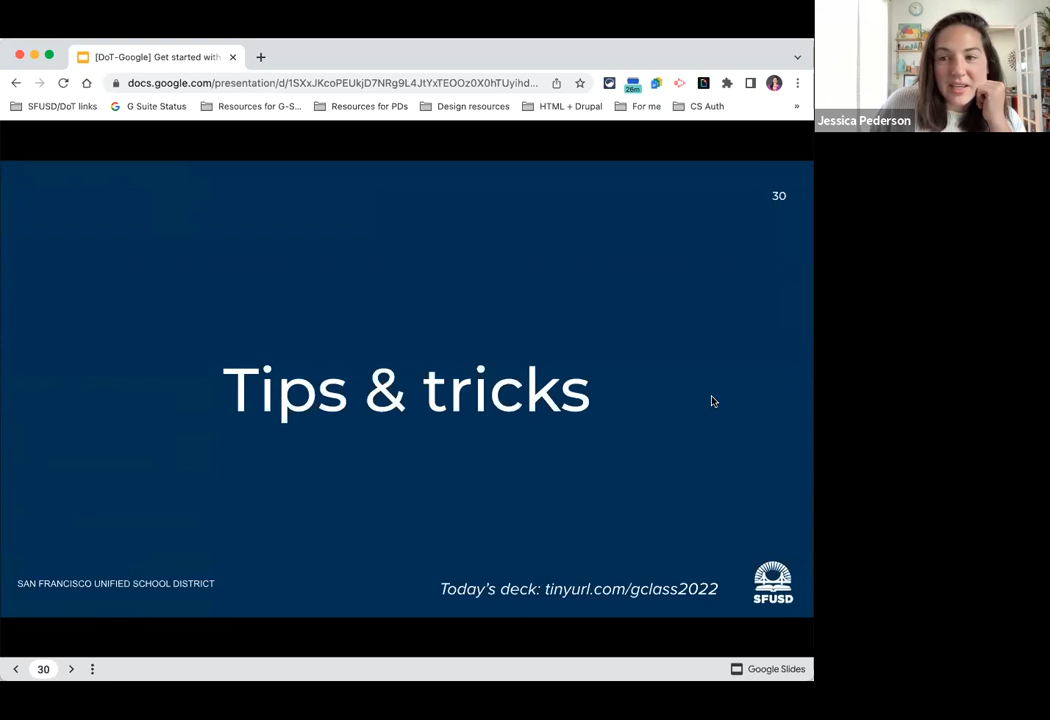 [DoT-Google] Get started with
docs.google.com/presentation/d/1SXxJKcoPEUkjD7NRg9L4JtYxTEOOz0X0hTUyihd...
26m
SFUSD/DoT links
G Suite Status
Resources for G-S...
Resources for PDs
Design resources
HTML + Drupal
For me
CS Auth
»
Jessica Pederson
30
Tips & tricks
SAN FRANCISCO UNIFIED SCHOOL DISTRICT
Today's deck: tinyurl.com/gclass2022
SFUSD
30
Google Slides